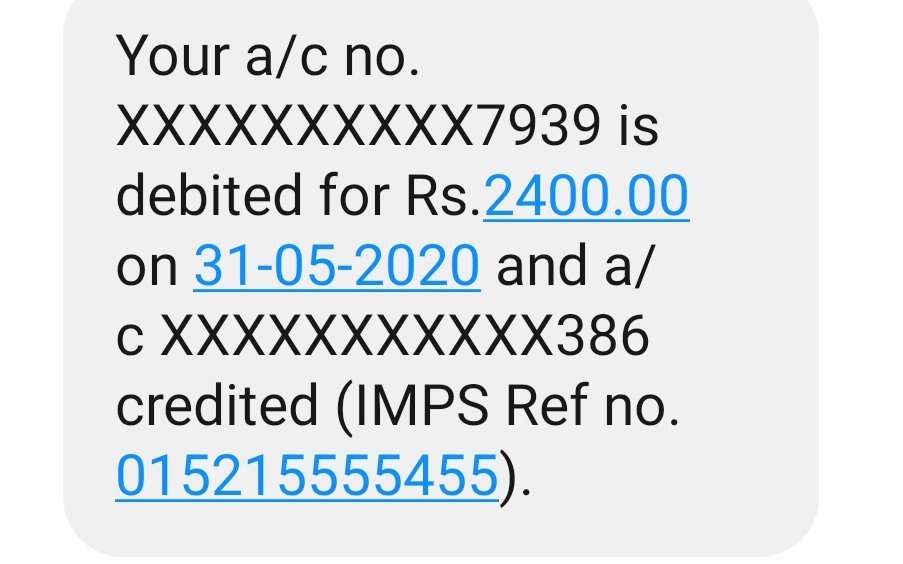 Your a/c no.
XXXXXXXXXX7939 is
debited for Rs.2400.00
on 31-05-2020 and a/
c XXXXXXXXXXX386
credited (IMPS Ref no.
015215555455).